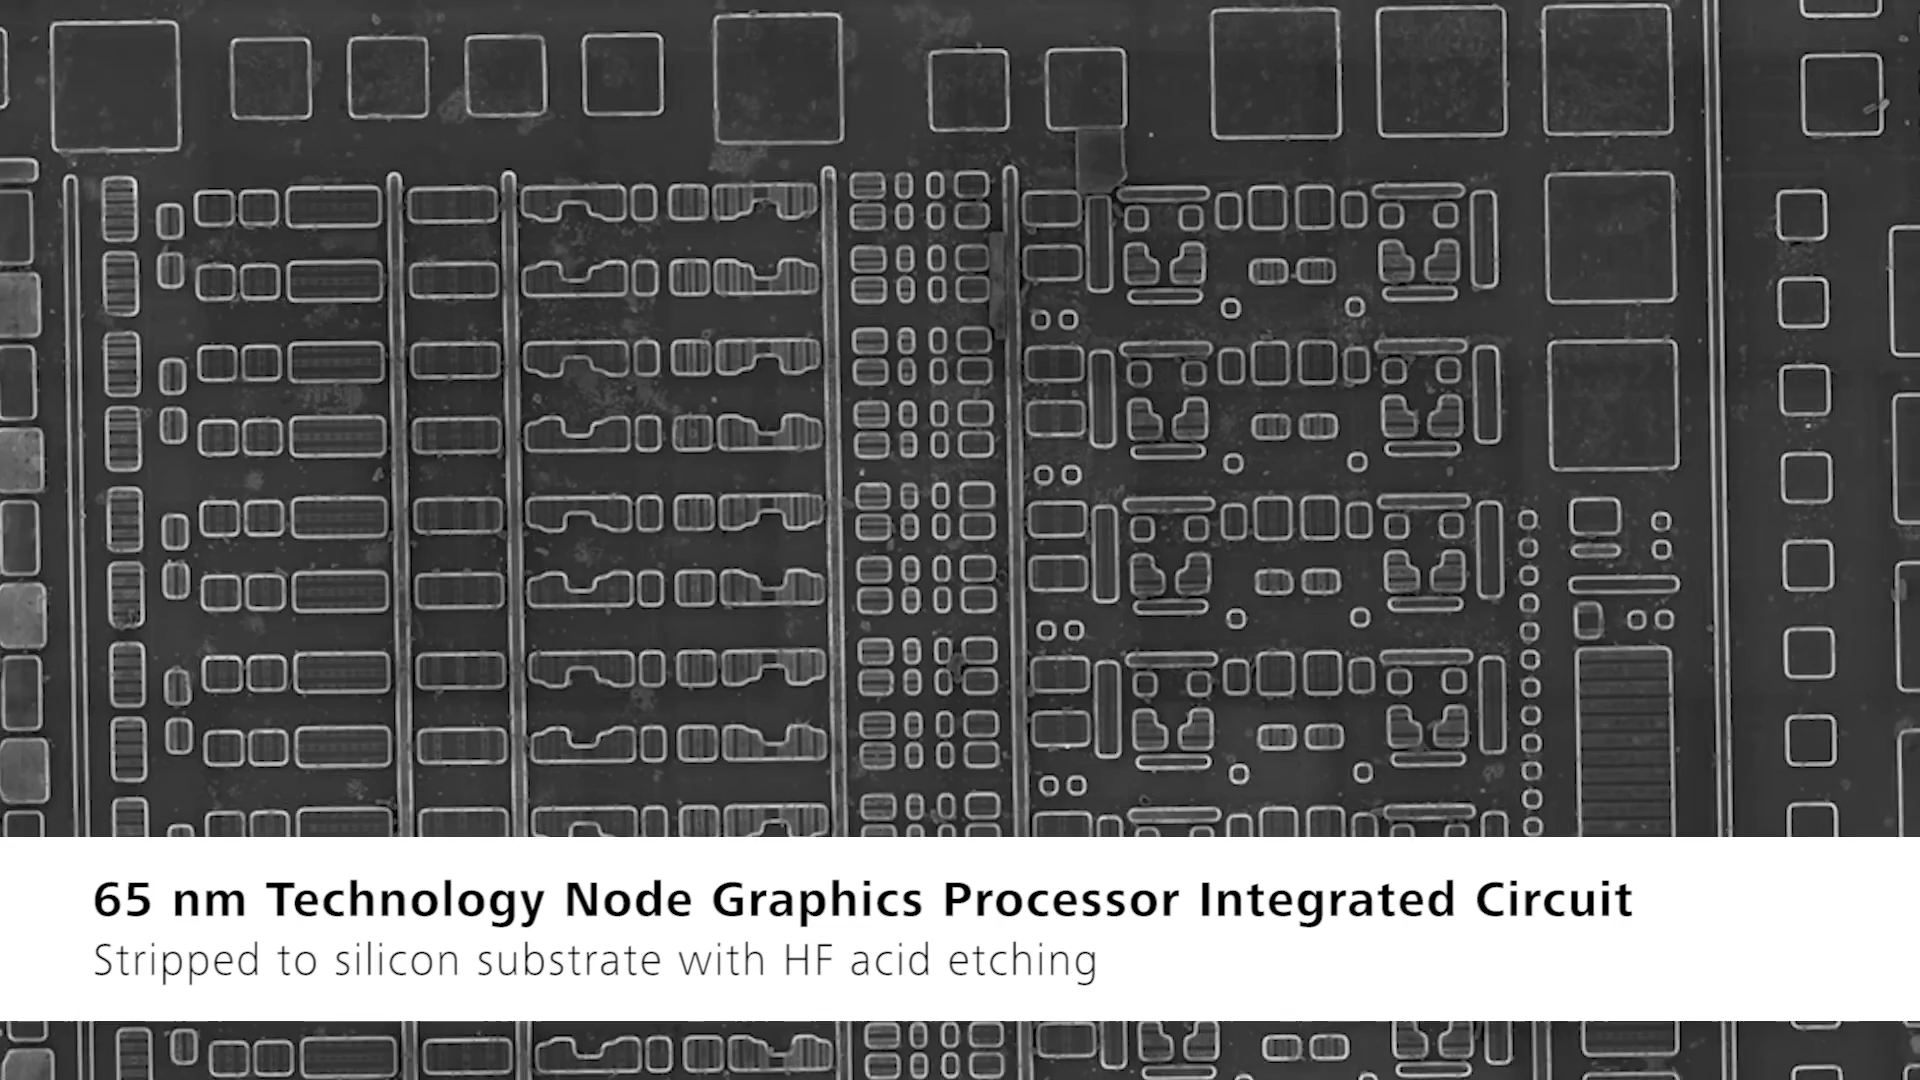 65 nm Technology Node Graphics Processor Integrated Circuit
Stripped to silicon substrate with HF acid etching